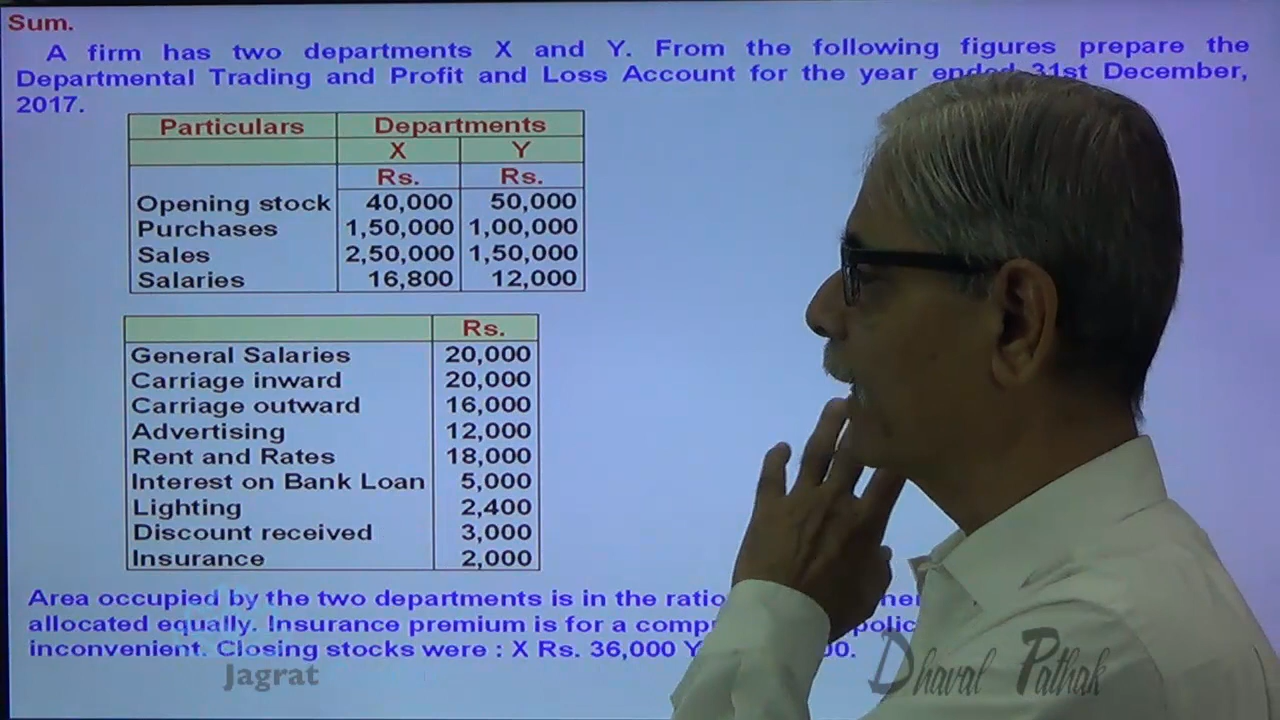 Sum.
A firm has two departments X and Y. From the following figures prepare the
Departmental Trading and Profit and Loss Account for the year ended 31st December,
2017.
Particulars Departments
X Y
Rs. Rs.
Opening stock 40,000 50,000
Purchases 1,50,000 1,00,000
Sales 2,50,000 1,50,000
Salaries 16,800 12,000
Rs.
General Salaries 20,000
Carriage inward 20,000
Carriage outward 16,000
Advertising 12,000
Rent and Rates 18,000
Interest on Bank Loan 5,000
Lighting 2,400
Discount received 3,000
Insurance 2,000
Area occupied by the two departments is in the ratio
allocated equally. Insurance premium is for a
inconvenient. Closing stocks were : X Rs. 36,000 Y
Jagrat
Dhaval Pathak